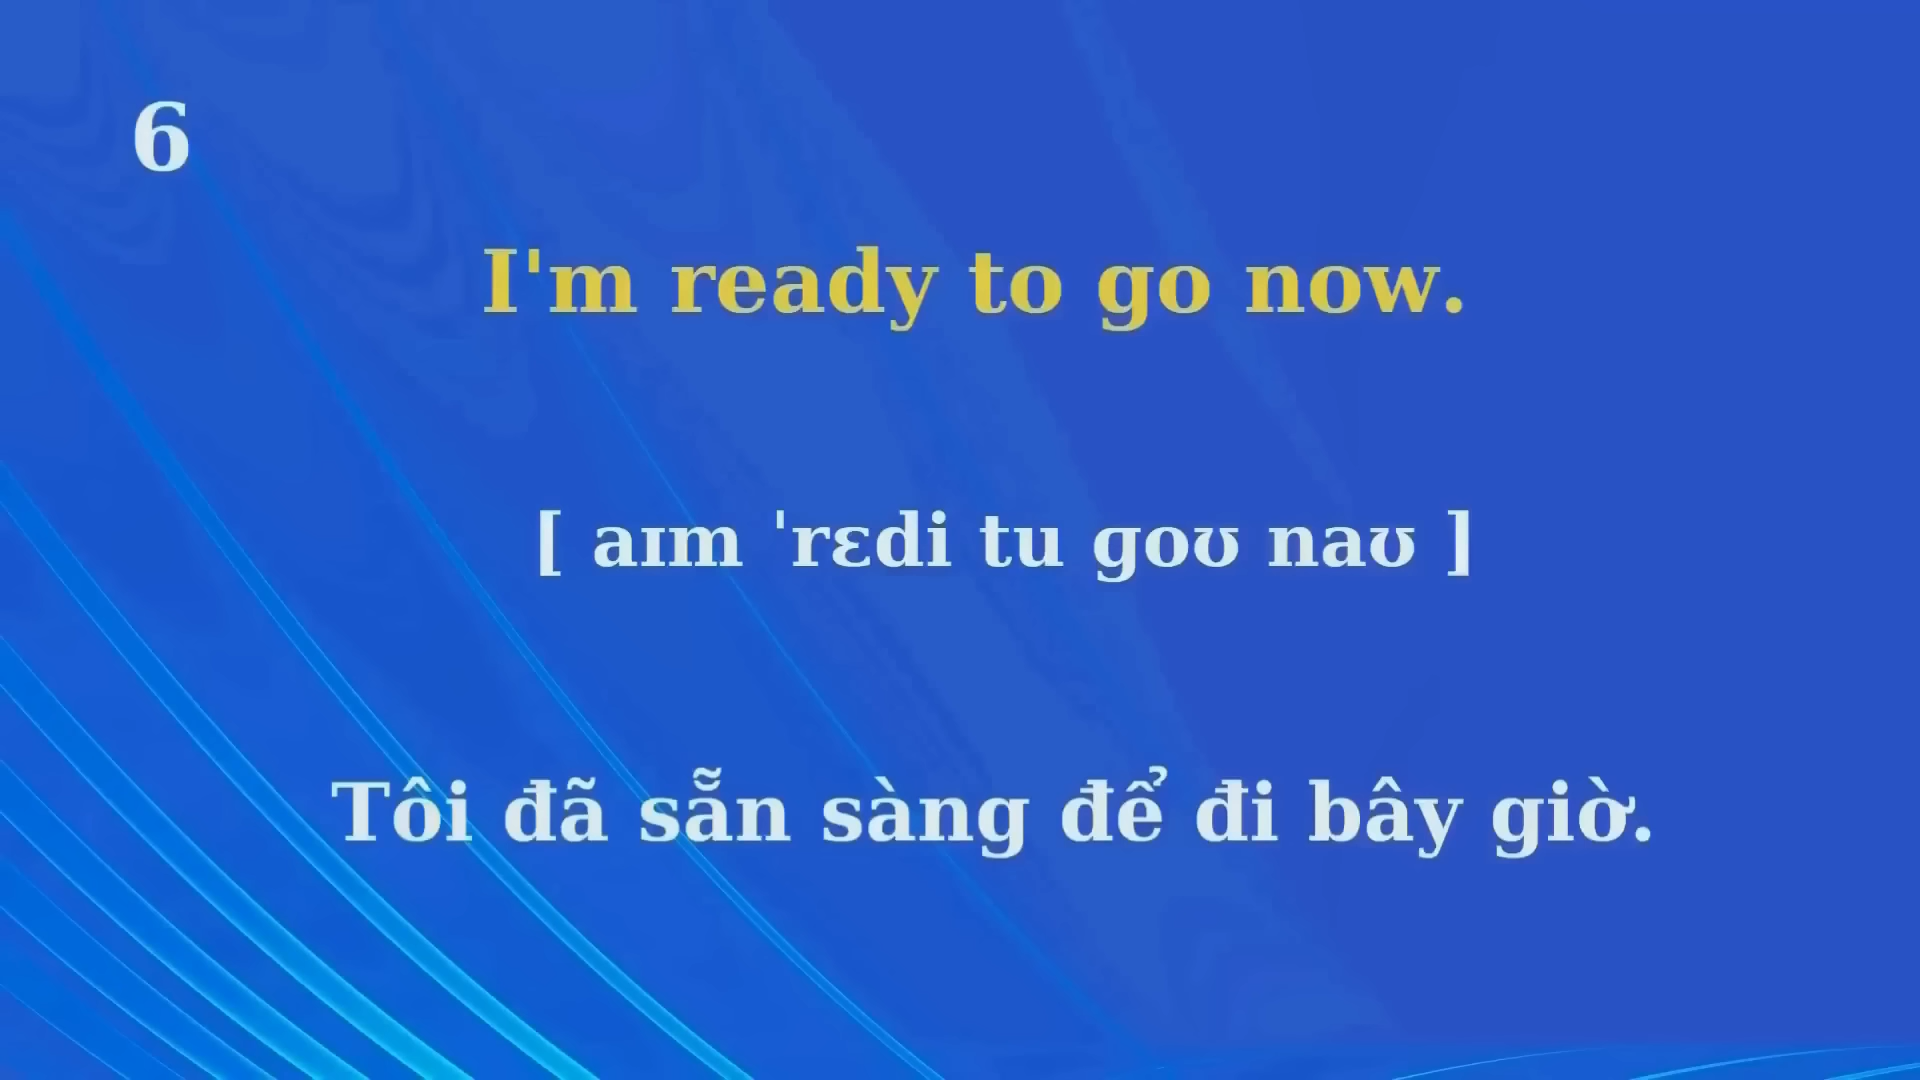 6
I'm ready to go now.
[ aɪm ˈrɛdi tu ɡoʊ naʊ ]
Tôi đã sẵn sàng để đi bây giờ.